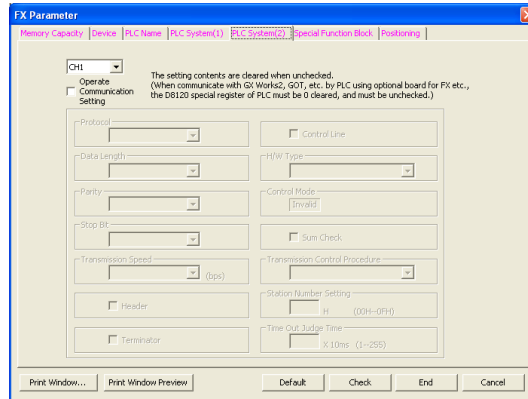 FX Parameter
Memory Capacity Device PLC Name PLC System(1) PLC System(2) Special Function Block Positioning
CH1
Operate
Communication
Setting
The setting contents are cleared when unchecked.
(When communicate with GX Works2, GOT, etc. by PLC using optional board for FX etc.,
the D8120 special register of PLC must be 0 cleared, and must be unchecked.)
Protocol
Control Line
Data Length
H/W Type
Parity
Control Mode
Invalid
Stop Bit
Sum Check
Transmission Speed
(bps)
Transmission Control Procedure
Header
Station Number Setting
H (00H--0FH)
Terminator
Time Out Judge Time
X 10ms (1--255)
Print Window... Print Window Preview Default Check End Cancel